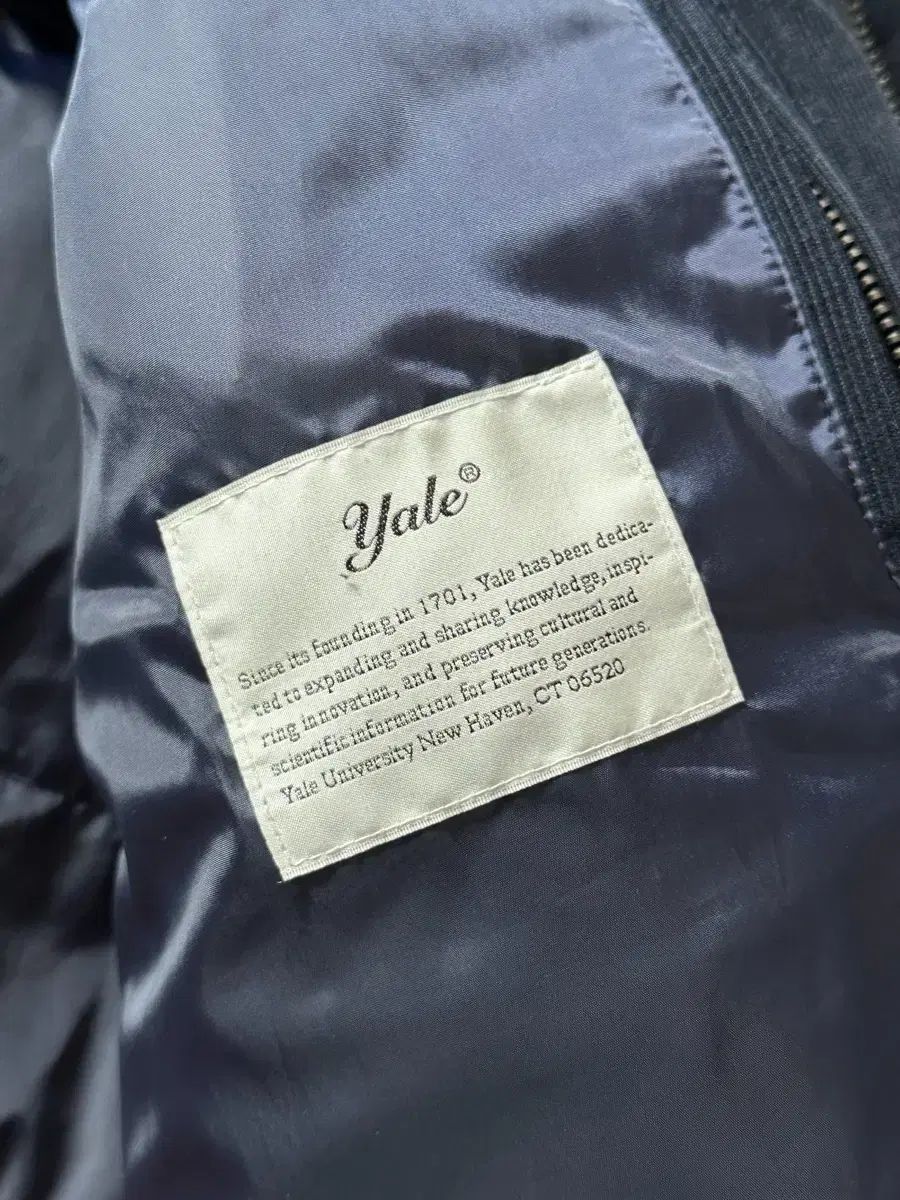 Yale®
Since its founding in 1701, Yale has been dedica-
ted to expanding and sharing knowledge, inspi-
ring innovation, and preserving cultural and
scientific information for future generations.
Yale University New Haven, CT 06520